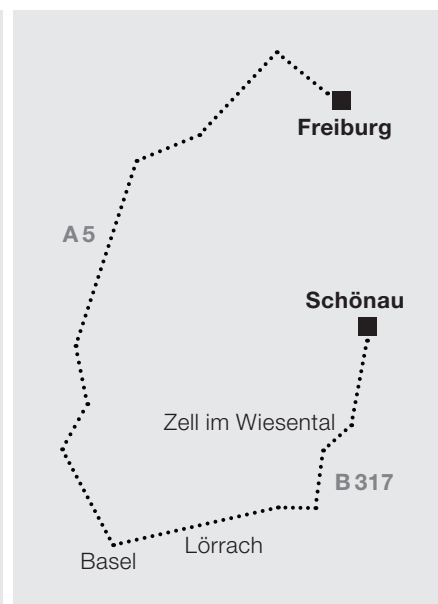 Freiburg
A 5
Schönau
Zell im Wiesental
B 317
Lörrach
Basel